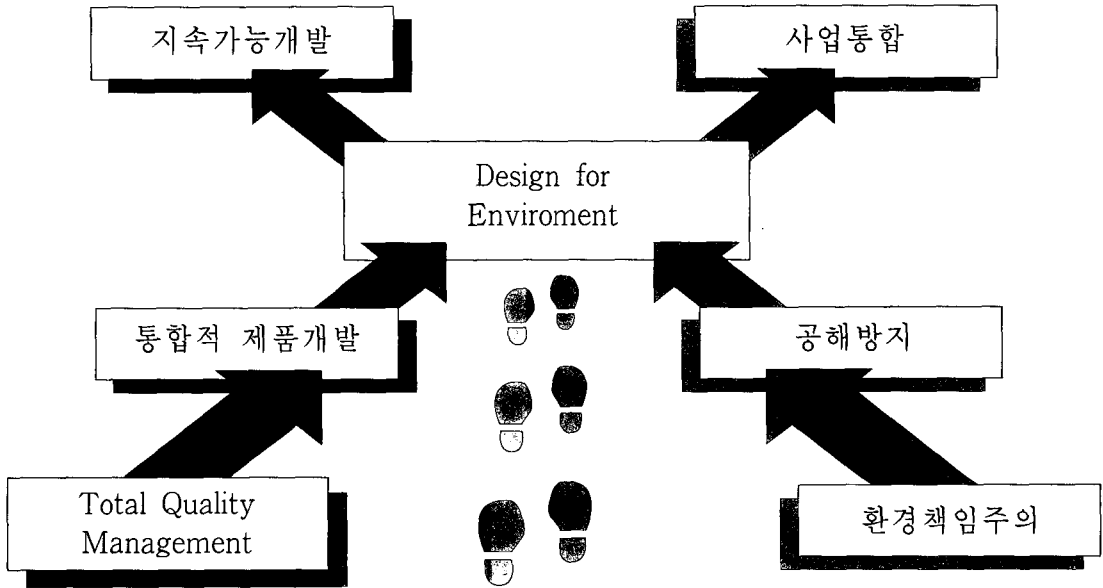 지속가능개발
사업통합
Design for
Enviroment
통합적 제품개발
공해방지
Total Quality
Management
환경책임주의